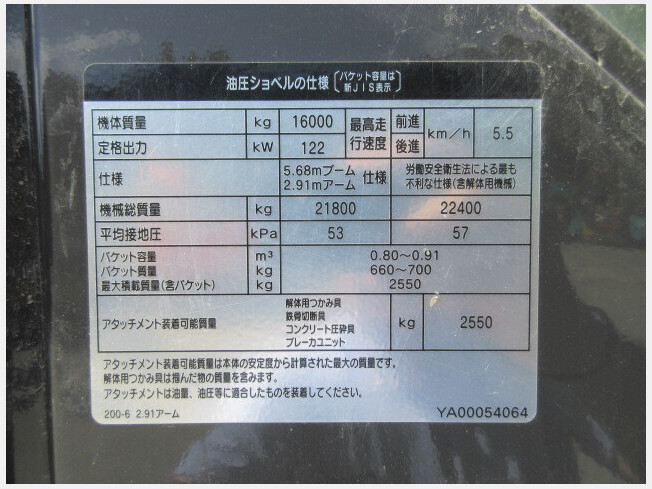 油圧ショベルの仕様〔バケット容量は新JIS表示〕
機体質量 kg 16000 最高走行速度 前進 後進 km/h 5.5
定格出力 kW 122
仕様 5.68mブーム 2.91mアーム 仕様 労働安全衛生法による最も不利な仕様(含解体用機械)
機械総質量 kg 21800 22400
平均接地圧 kPa 53 57
バケット容量 m³ 0.80～0.91
バケット質量 kg 660～700
最大積載質量(含バケット) kg 2550
アタッチメント装着可能質量 解体用つかみ具 kg 2550
鉄骨切断具
コンクリート圧砕具
ブレーカユニット
アタッチメント装着可能質量は本体の安定度から計算された最大の質量です。
解体用つかみ具は掴んだ物の質量を含みます。
アタッチメントは油量、油圧等に適合したものを装着してください。
200-6 2.91アーム YA00054064